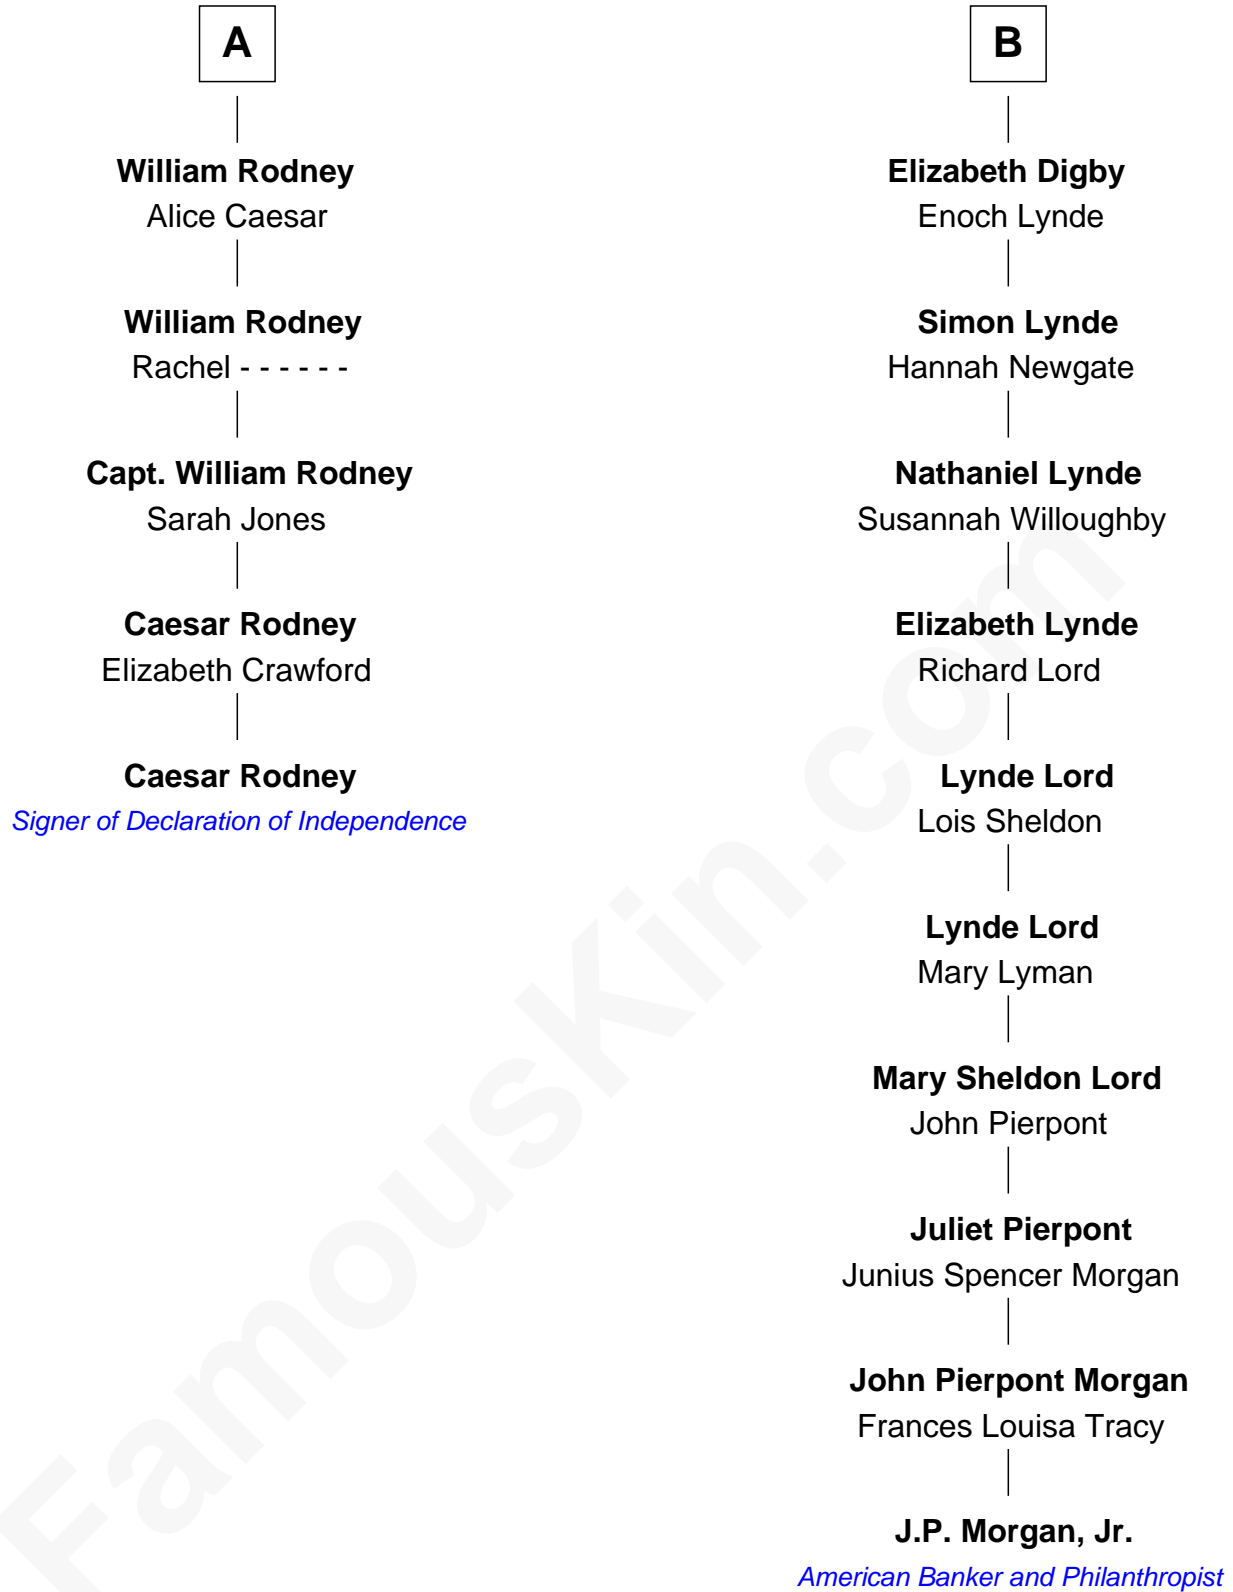 A
William Rodney
Alice Caesar
William Rodney
Rachel - - - - - -
Capt. William Rodney
Sarah Jones
Caesar Rodney
Elizabeth Crawford
Caesar Rodney
Signer of Declaration of Independence
B
Elizabeth Digby
Enoch Lynde
Simon Lynde
Hannah Newgate
Nathaniel Lynde
Susannah Willoughby
Elizabeth Lynde
Richard Lord
Lynde Lord
Lois Sheldon
Lynde Lord
Mary Lyman
Mary Sheldon Lord
John Pierpont
Juliet Pierpont
Junius Spencer Morgan
John Pierpont Morgan
Frances Louisa Tracy
J.P. Morgan, Jr.
American Banker and Philanthropist
FamousKin.com